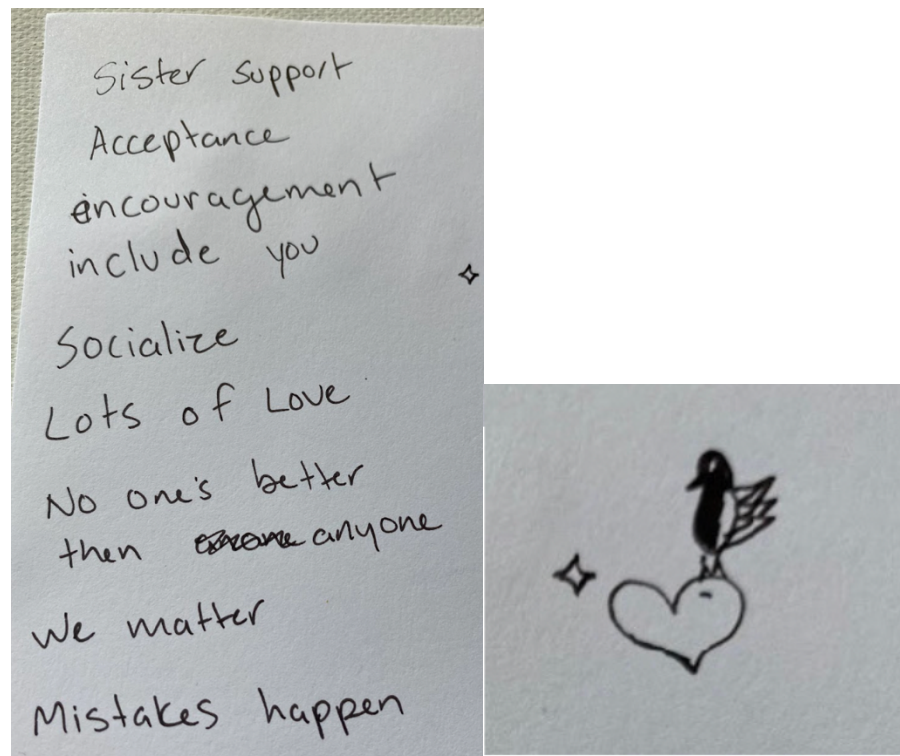 Sister support
Acceptance
encouragement
include you
Socialize
Lots of Love
No one's better
then anyone
We matter
Mistakes happen